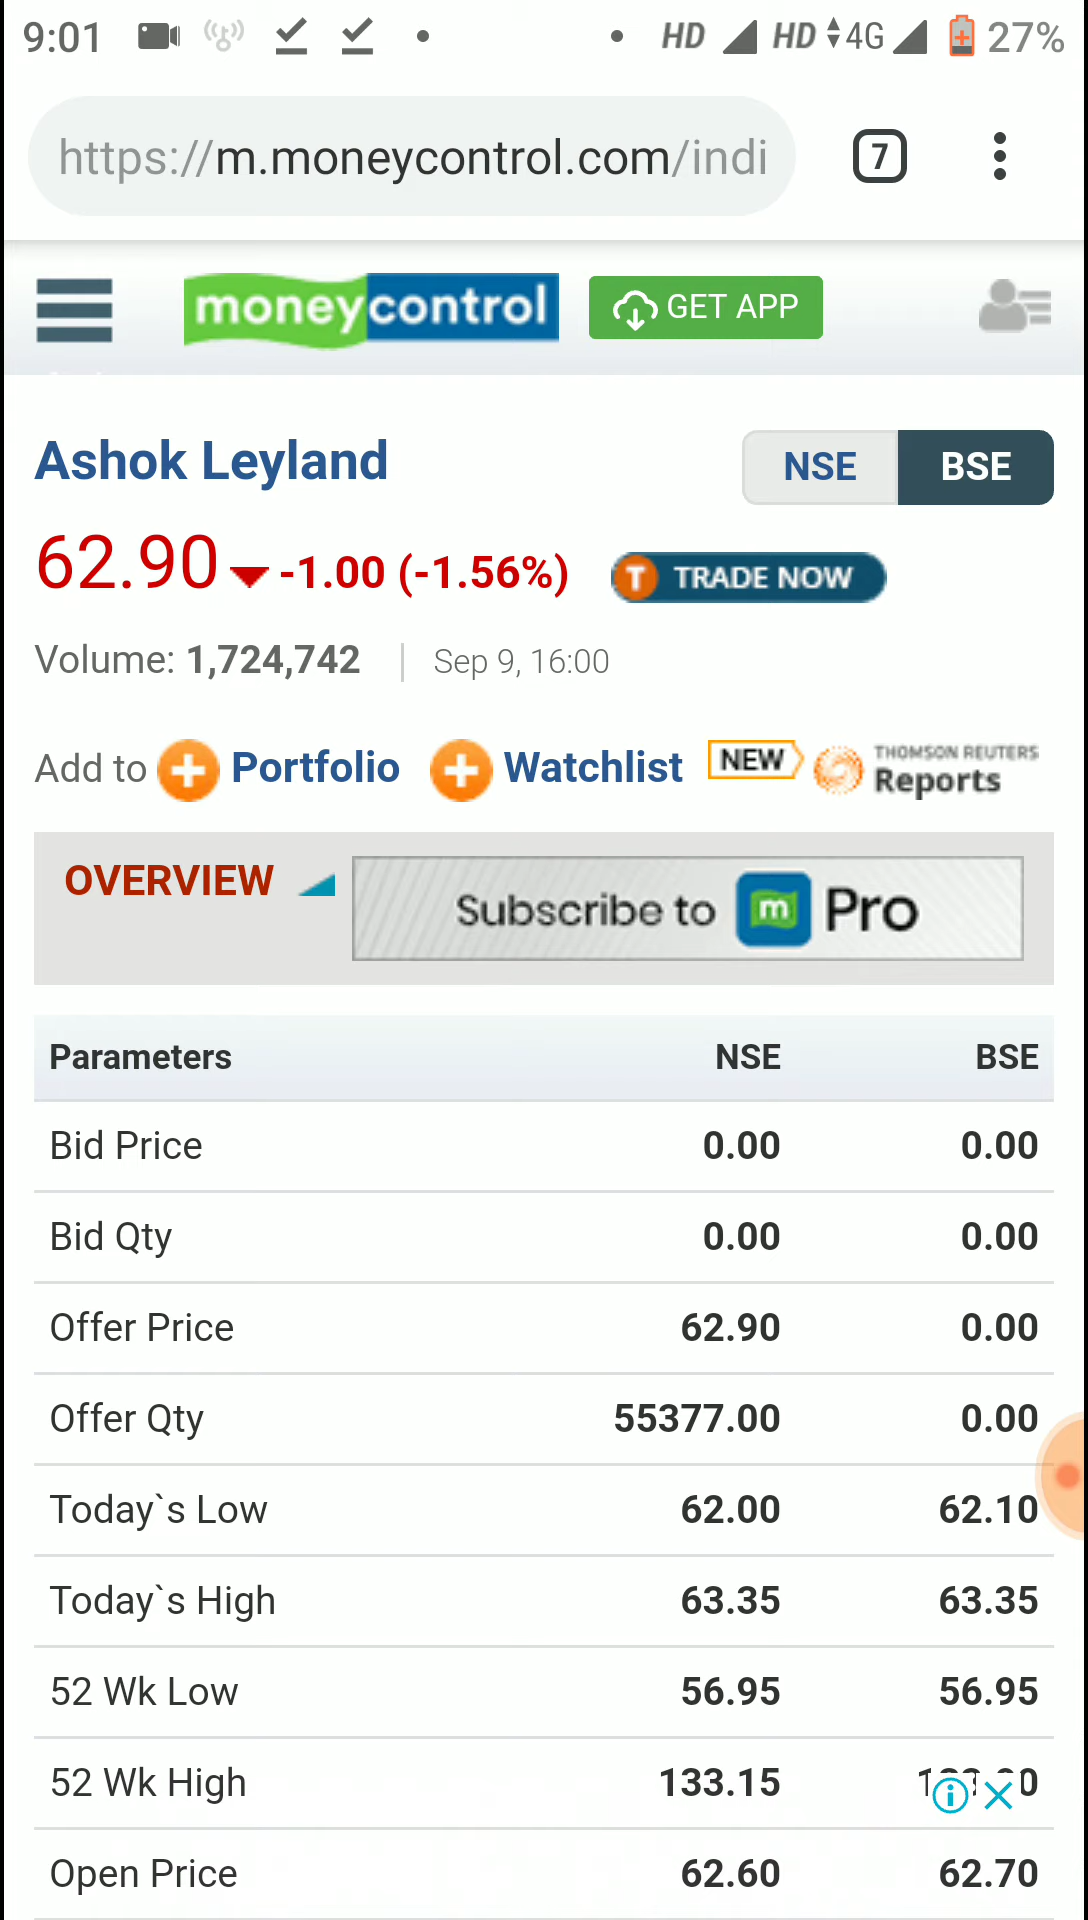 9:01 HD HD 4G 27%
https://m.moneycontrol.com/indi 7
moneycontrol GET APP
Ashok Leyland NSE BSE
62.90 -1.00 (-1.56%) T TRADE NOW
Volume: 1,724,742 Sep 9, 16:00
Add to Portfolio Watchlist NEW THOMSON REUTERS
Reports
OVERVIEW Subscribe to m Pro
Parameters NSE BSE
Bid Price 0.00 0.00
Bid Qty 0.00 0.00
Offer Price 62.90 0.00
Offer Qty 55377.00 0.00
Today`s Low 62.00 62.10
Today`s High 63.35 63.35
52 Wk Low 56.95 56.95
52 Wk High 133.15
Open Price 62.60 62.70